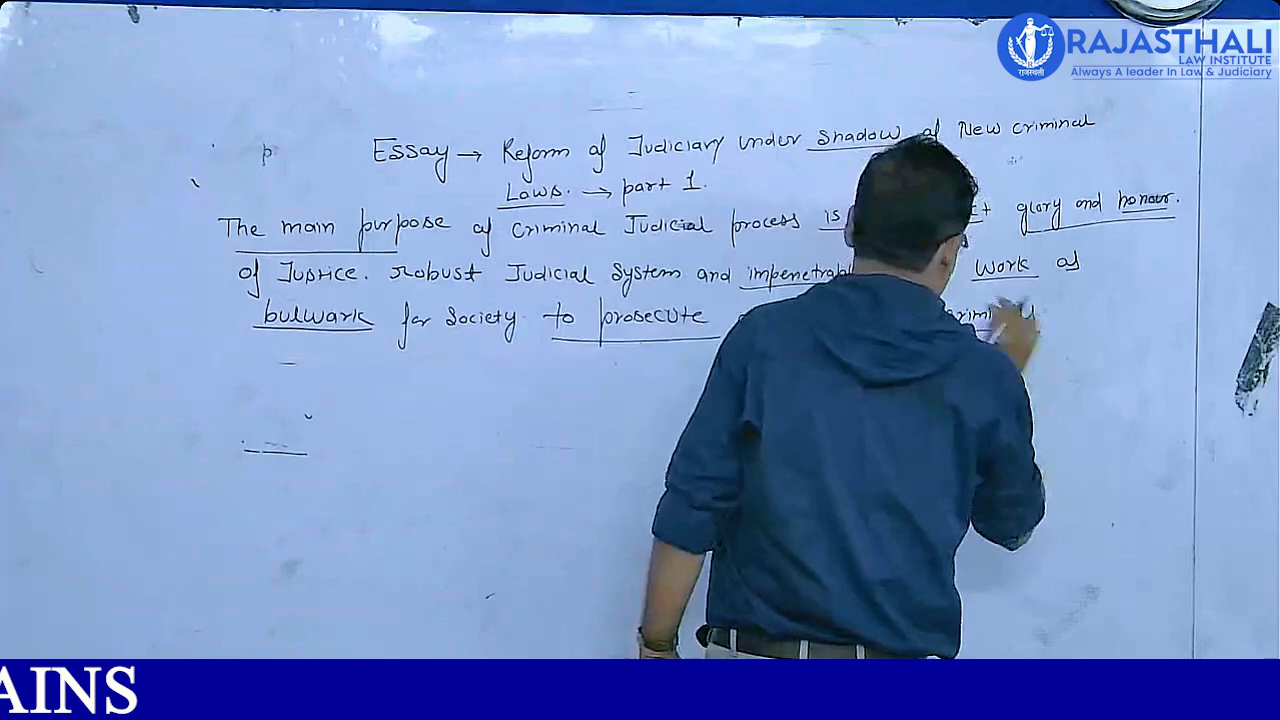 RAJASTHALI
LAW INSTITUTE
राजस्थली
Always A leader In Law & Judiciary
Essay → Reform of Judiciary under shadow of New criminal
Laws. → part 1.
The main purpose of criminal Judicial process is glory and honour.
of Justice. Robust Judicial System and work as
bulwark for Society to prosecute
AINS